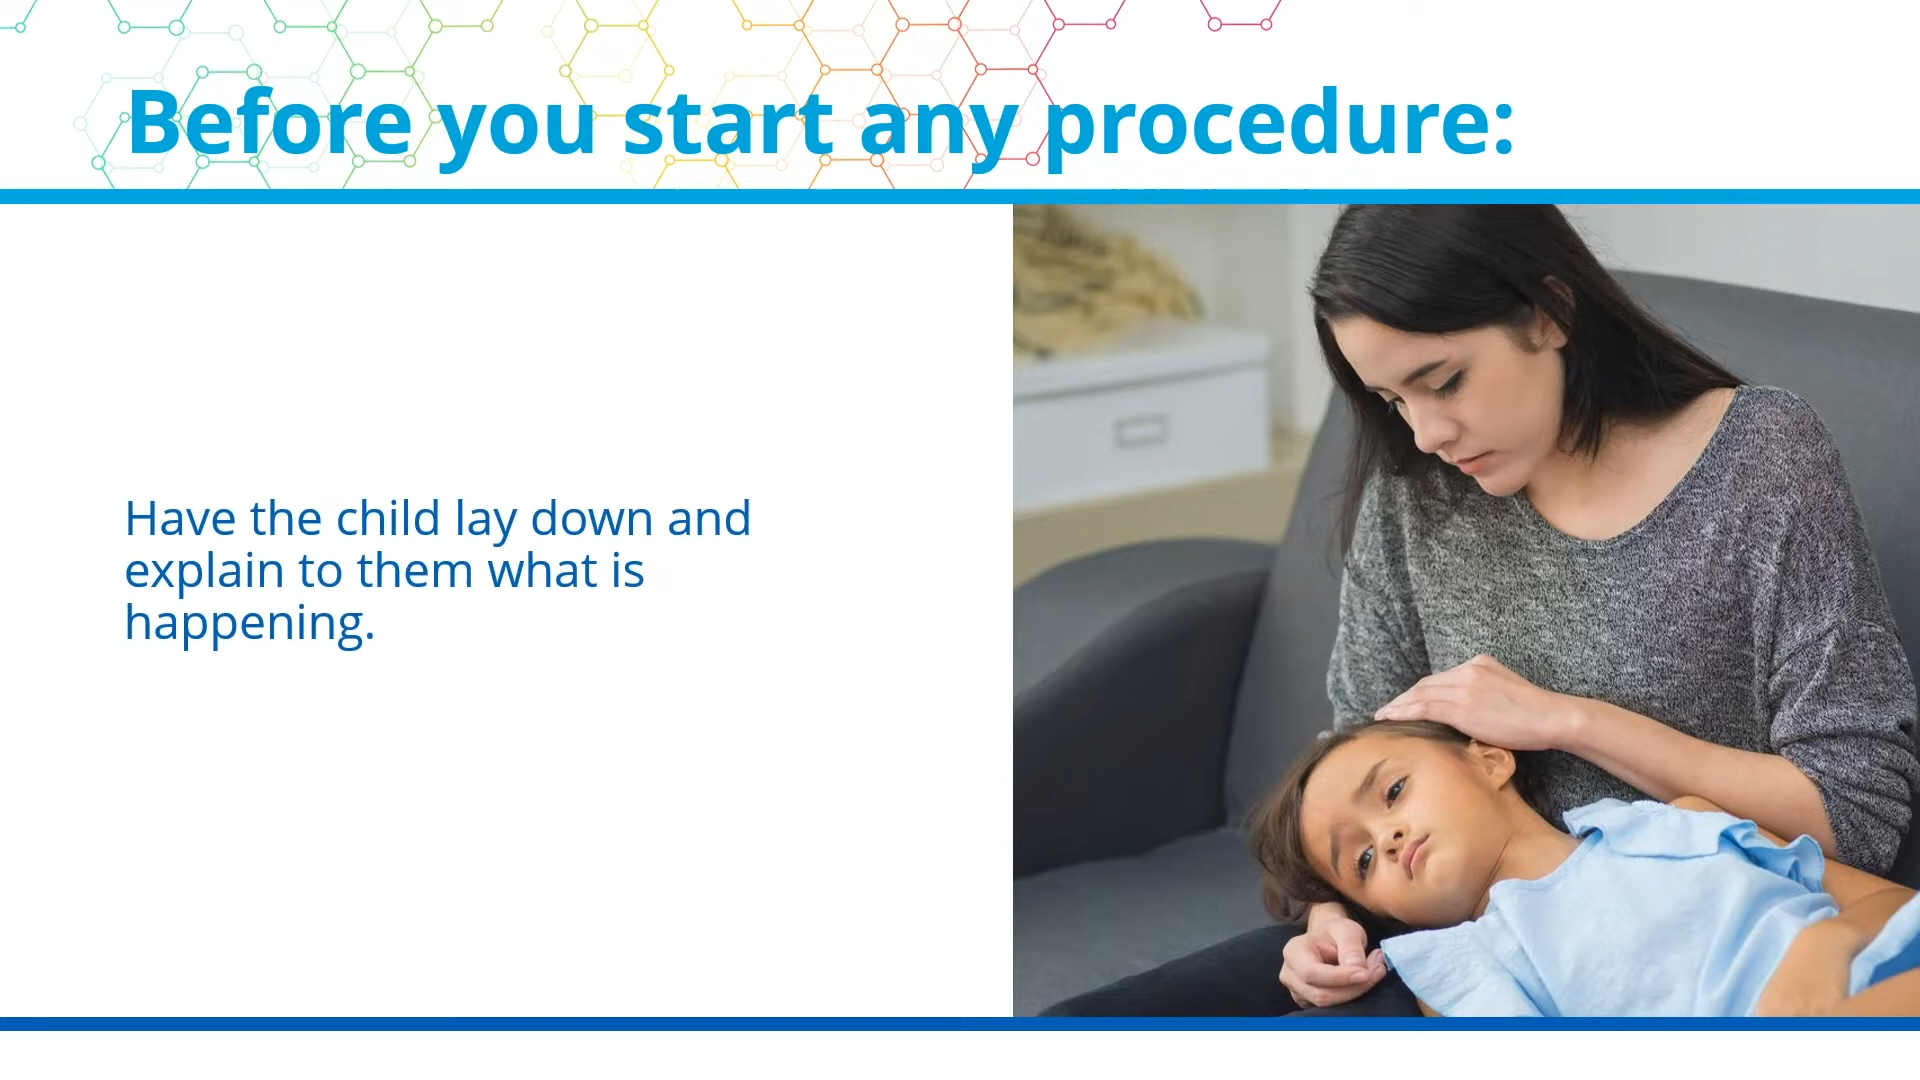 Before you start any procedure:
Have the child lay down and
explain to them what is
happening.